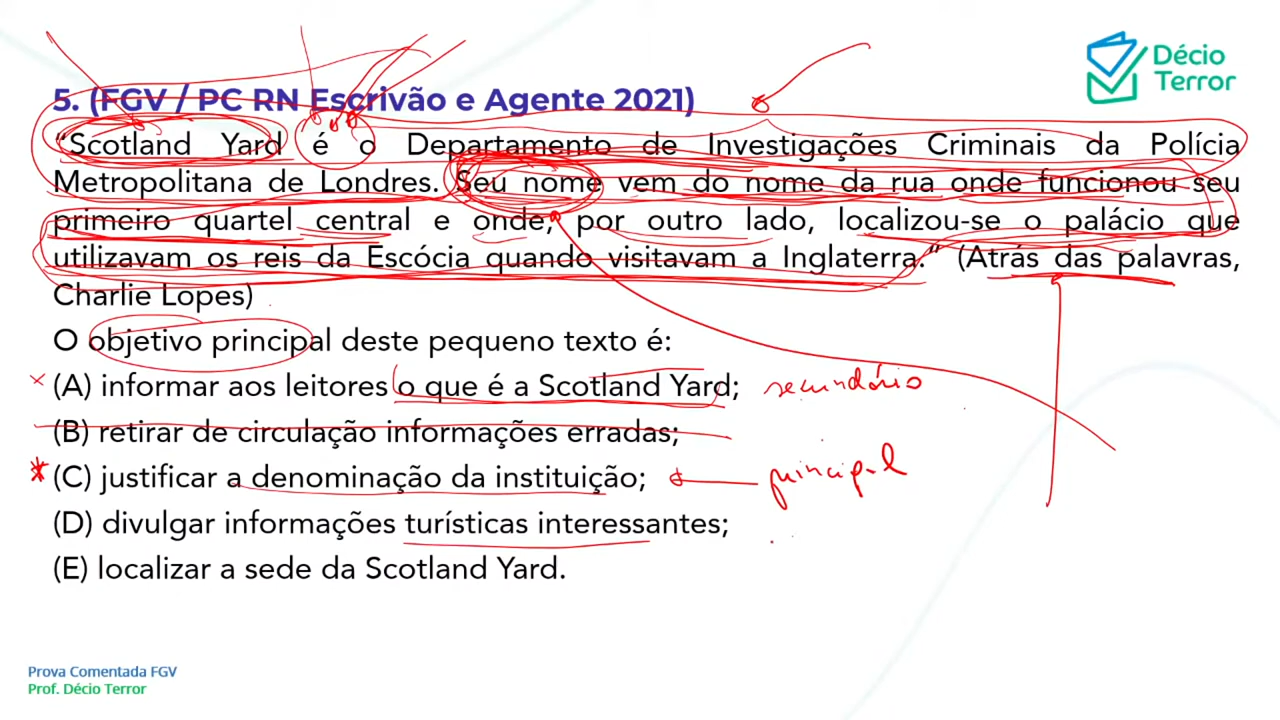 Décio
Terror
5. (FGV / PC RN Escrivão e Agente 2021)
“Scotland Yard é o Departamento de Investigações Criminais da Polícia
Metropolitana de Londres. Seu nome vem do nome da rua onde funcionou seu
primeiro quartel central e onde, por outro lado, localizou-se o palácio que
utilizavam os reis da Escócia quando visitavam a Inglaterra.“ (Atrás das palavras,
Charlie Lopes)
O objetivo principal deste pequeno texto é:
(A) informar aos leitores o que é a Scotland Yard; secundário
(B) retirar de circulação informações erradas;
(C) justificar a denominação da instituição; principal
(D) divulgar informações turísticas interessantes;
(E) localizar a sede da Scotland Yard.
Prova Comentada FGV
Prof. Décio Terror